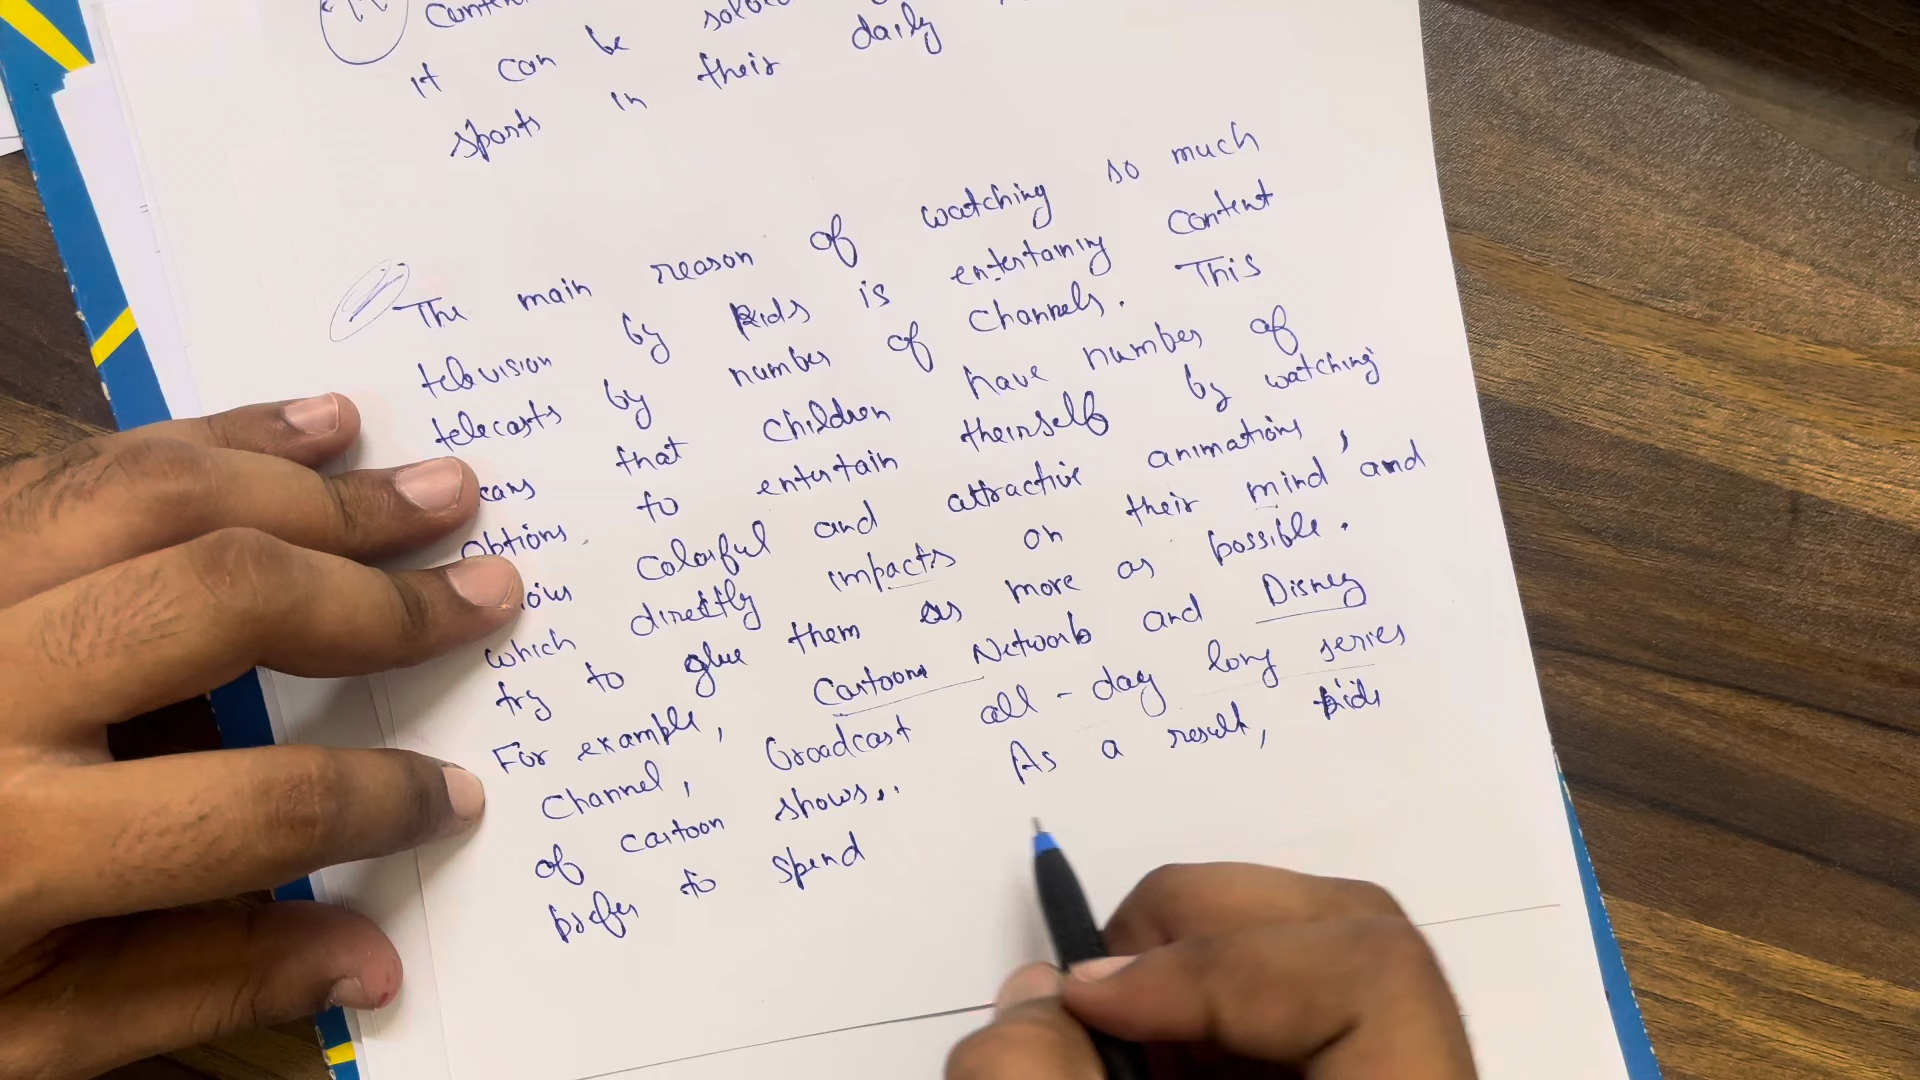 it can be
sports in their daily
The main reason of watching so much
television by kids is entertaining content
telecasts by number of channels. This
that children have number of
options to entertain theirself by watching
colorful and attractive animations,
which directly impacts on their mind and
try to glue them as more as possible.
For example, Cartoon Network and Disney
Channel, broadcast all-day long series
of cartoon shows.. As a result, kids
prefer to spend